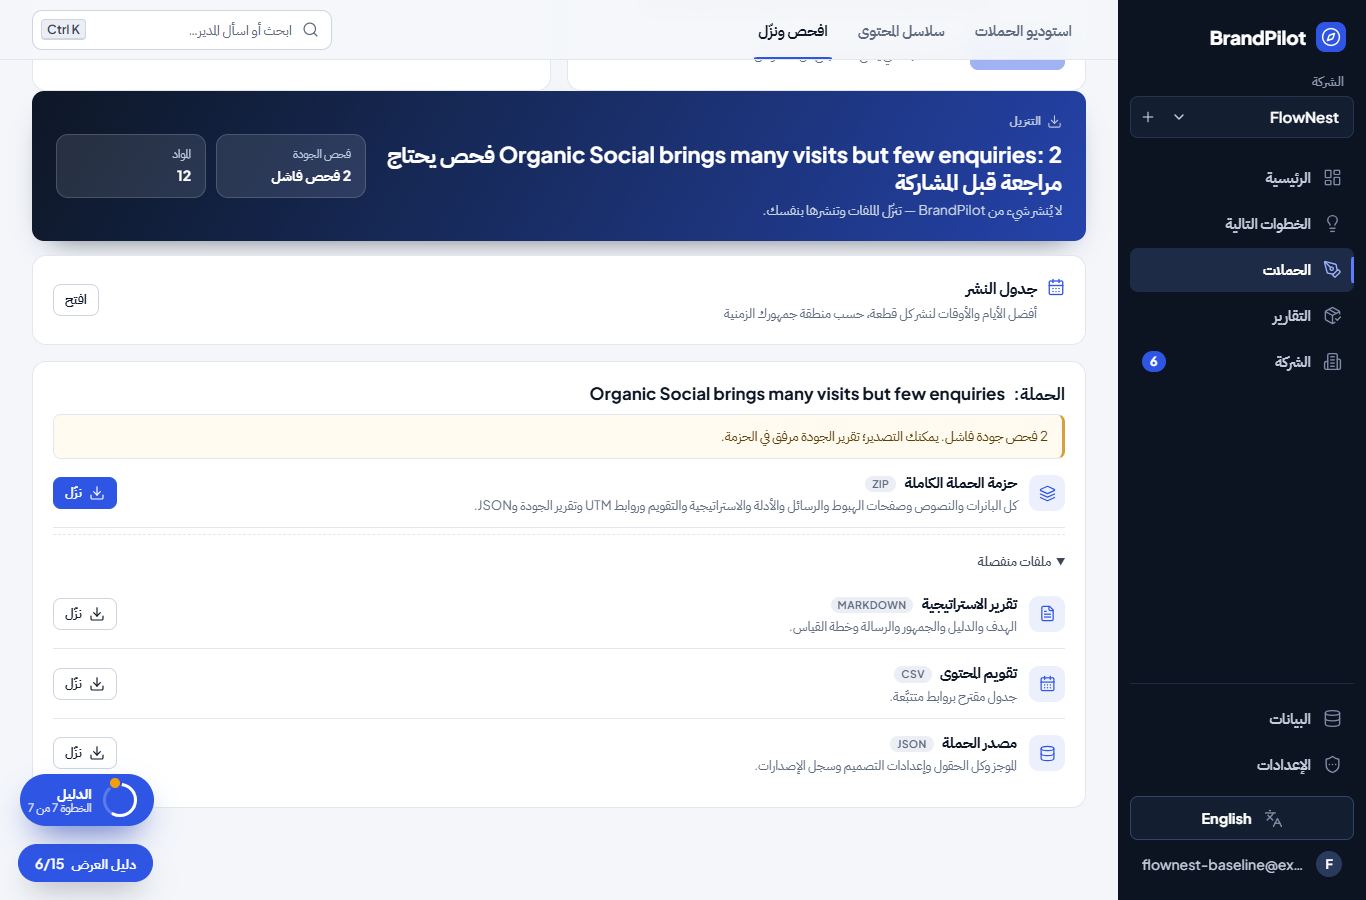 BrandPilot
الشركة
FlowNest
الرئيسية
الخطوات التالية
الحملات
التقارير
الشركة
6
البيانات
الإعدادات
English
flownest-baseline@ex...
F
استوديو الحملات
سلاسل المحتوى
افحص ونزّل
ابحث أو اسأل المدير...
Ctrl K
التنزيل
Organic Social brings many visits but few enquiries: 2 فحص يحتاج
مراجعة قبل المشاركة
لا يُنشر شيء من BrandPilot — تنزّل الملفات وتنشرها بنفسك.
فحص الجودة
2 فحص فاشل
المواد
12
جدول النشر
أفضل الأيام والأوقات لنشر كل قطعة، حسب منطقة جمهورك الزمنية
افتح
الحملة: Organic Social brings many visits but few enquiries
2 فحص جودة فاشل. يمكنك التصدير؛ تقرير الجودة مرفق في الحزمة.
حزمة الحملة الكاملة ZIP
كل البانرات والنصوص وصفحات الهبوط والرسائل والأدلة والاستراتيجية والتقويم وروابط UTM وتقرير الجودة وJSON.
نزّل
▼ ملفات منفصلة
تقرير الاستراتيجية MARKDOWN
الهدف والدليل والجمهور والرسالة وخطة القياس.
نزّل
تقويم المحتوى CSV
جدول مقترح بروابط متتبَّعة.
نزّل
مصدر الحملة JSON
الموجز وكل الحقول وإعدادات التصميم وسجل الإصدارات.
نزّل
الدليل
الخطوة 7 من 7
دليل العرض 6/15